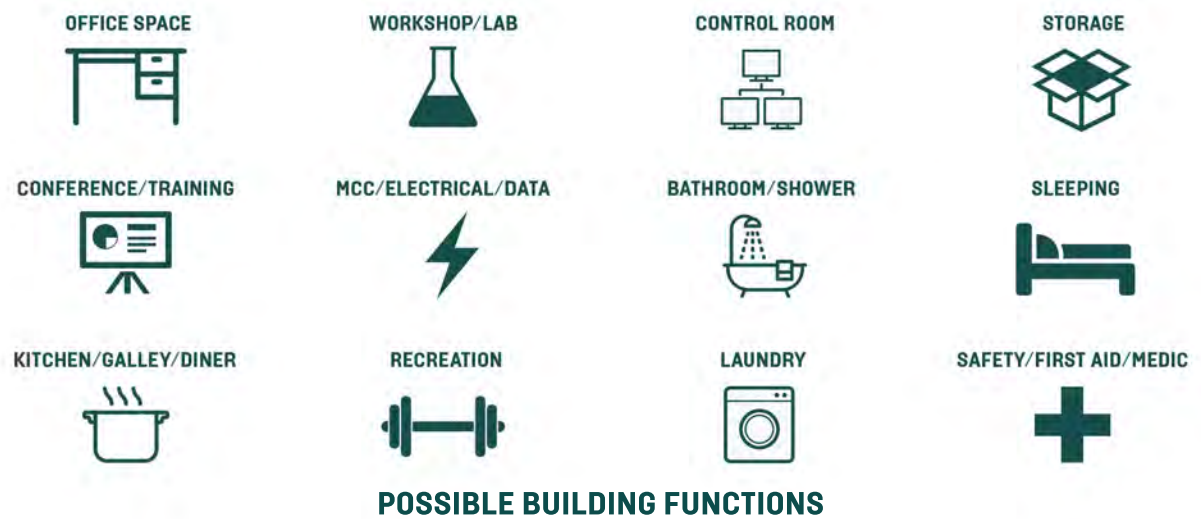 OFFICE SPACE
WORKSHOP/LAB
CONTROL ROOM
STORAGE
CONFERENCE/TRAINING
MCC/ELECTRICAL/DATA
BATHROOM/SHOWER
SLEEPING
KITCHEN/GALLEY/DINER
RECREATION
LAUNDRY
SAFETY/FIRST AID/MEDIC
POSSIBLE BUILDING FUNCTIONS